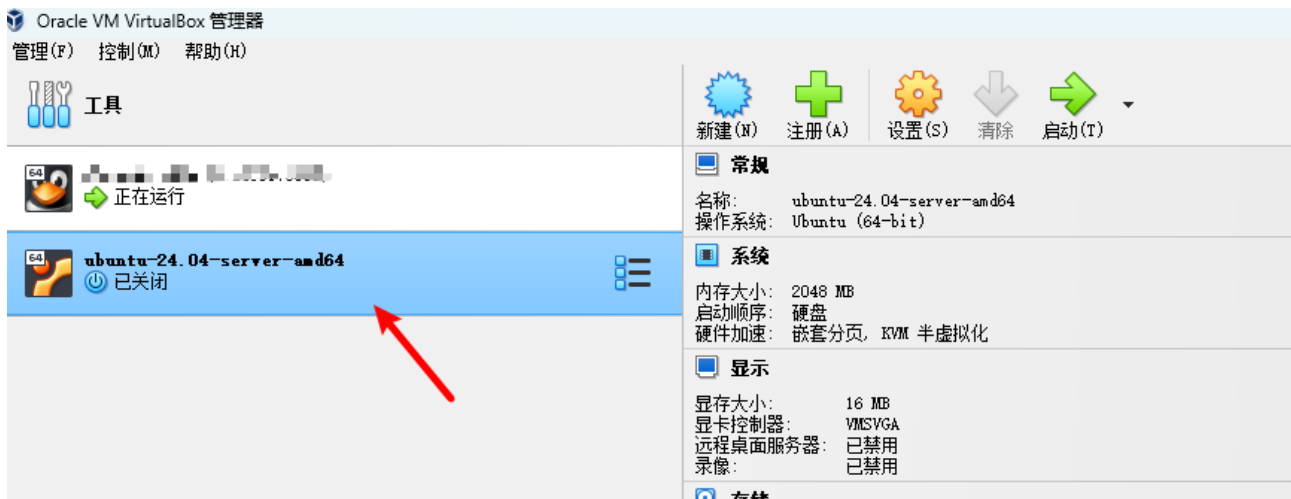 Oracle VM VirtualBox 管理器
管理(F) 控制(M) 帮助(H)
工具
新建(N) 注册(A) 设置(S) 清除 启动(T)
64
正在运行
64
ubuntu-24.04-server-amd64
已关闭
常规
名称: ubuntu-24.04-server-amd64
操作系统: Ubuntu (64-bit)
系统
内存大小: 2048 MB
启动顺序: 硬盘
硬件加速: 嵌套分页, KVM 半虚拟化
显示
显存大小: 16 MB
显卡控制器: VMSVGA
远程桌面服务器: 已禁用
录像: 已禁用
存储